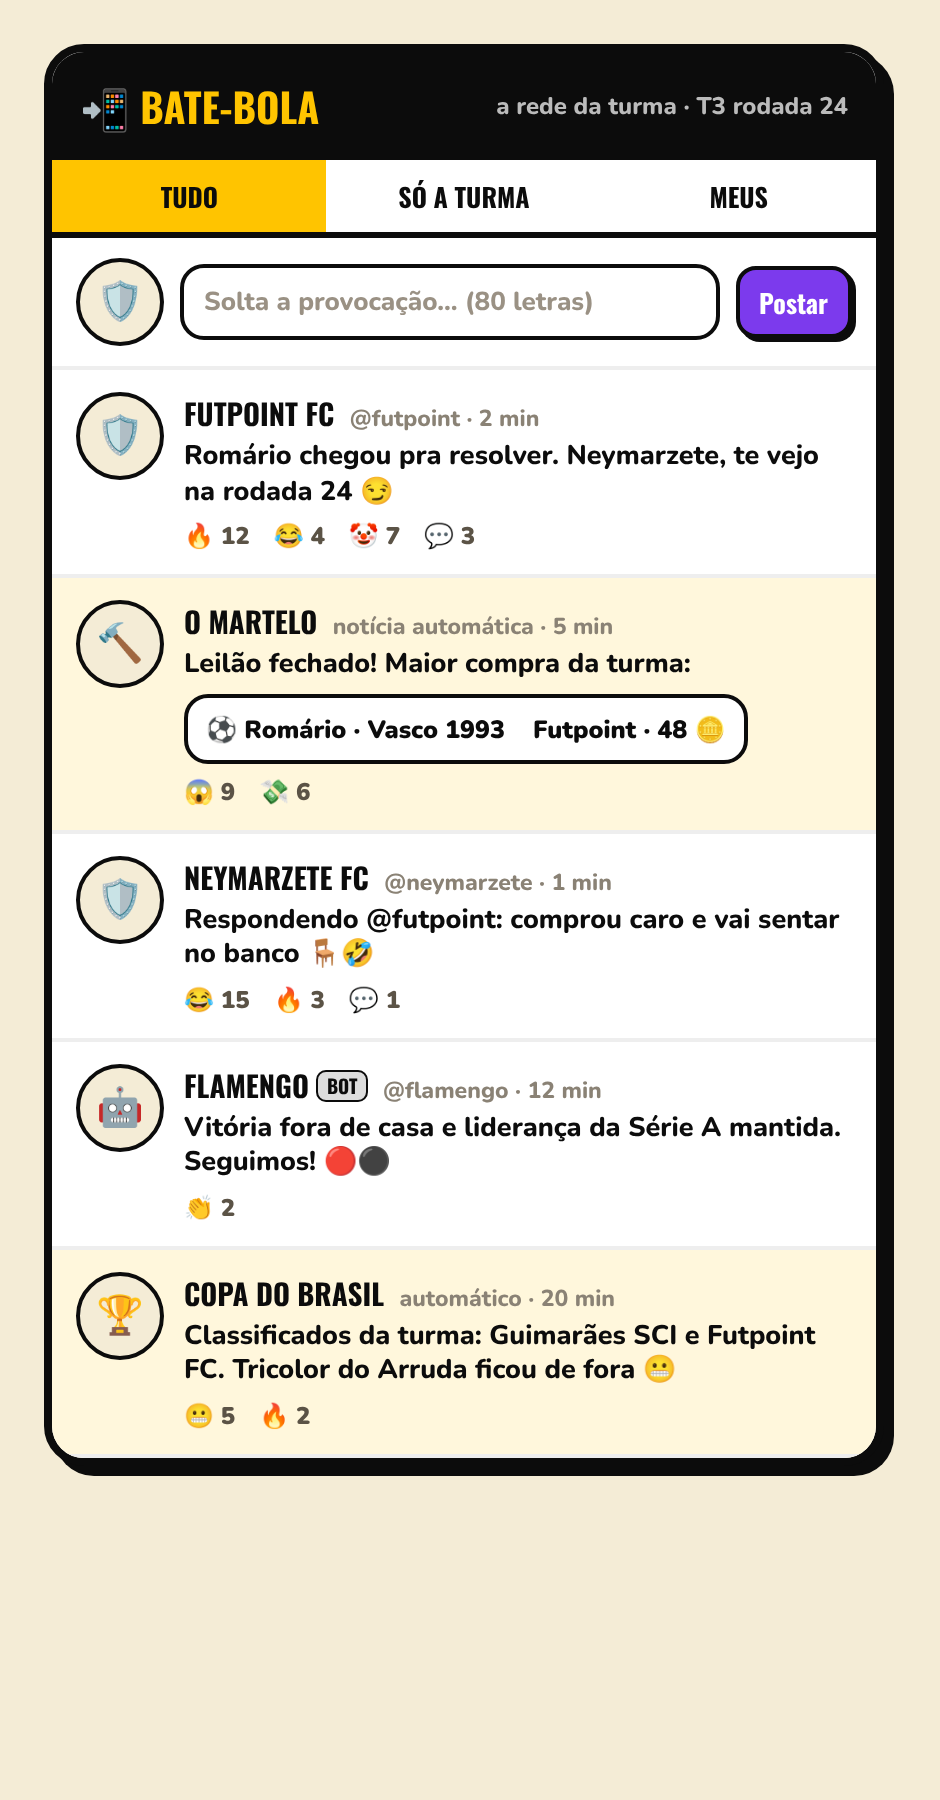 📲 BATE-BOLA a rede da turma · T3 rodada 24
TUDO SÓ A TURMA MEUS
Solta a provocação... (80 letras) Postar
FUTPOINT FC @futpoint · 2 min
Romário chegou pra resolver. Neymarzete, te vejo
na rodada 24 😏
🔥 12 😂 4 🤡 7 💬 3
O MARTELO notícia automática · 5 min
Leilão fechado! Maior compra da turma:
⚽ Romário · Vasco 1993 Futpoint · 48 🪙
😱 9 💸 6
NEYMARZETE FC @neymarzete · 1 min
Respondendo @futpoint: comprou caro e vai sentar
no banco 🪑🤣
😂 15 🔥 3 💬 1
FLAMENGO BOT @flamengo · 12 min
Vitória fora de casa e liderança da Série A mantida.
Seguimos! 🔴⚫
👏 2
COPA DO BRASIL automático · 20 min
Classificados da turma: Guimarães SCI e Futpoint
FC. Tricolor do Arruda ficou de fora 😬
😬 5 🔥 2